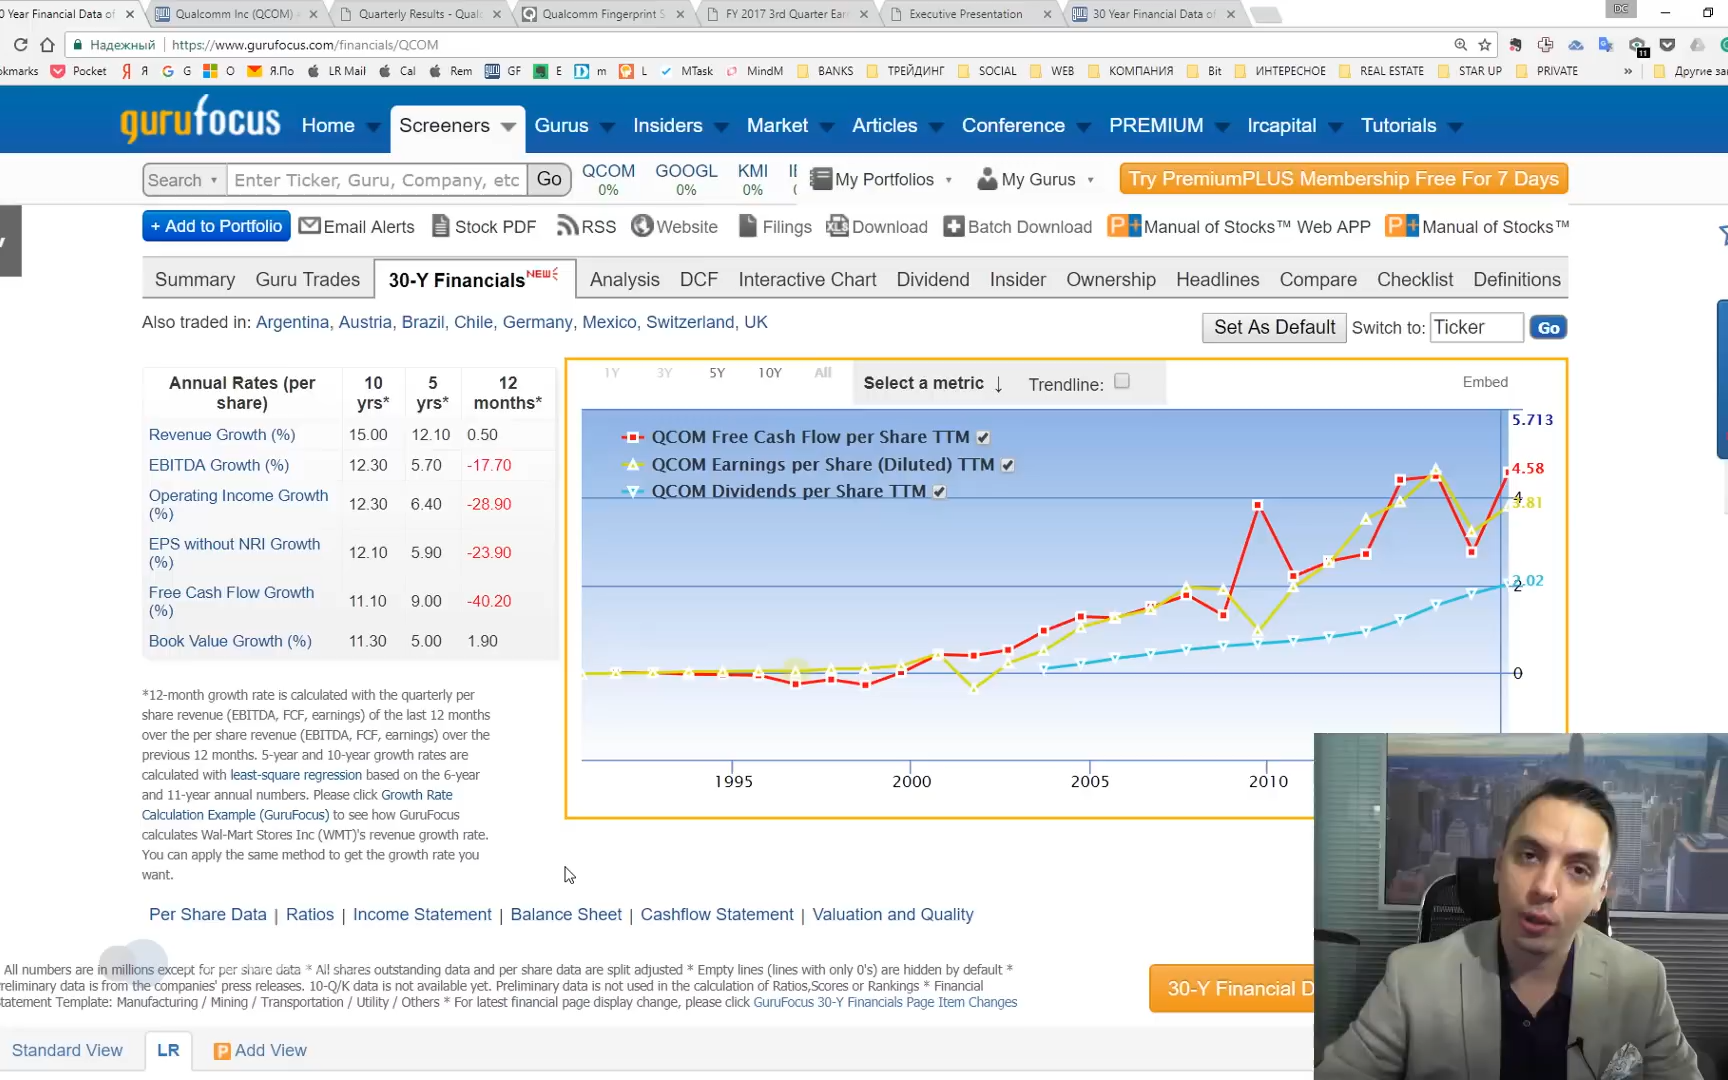 0 Year Financial Data of
Qualcomm Inc (QCOM)
Quarterly Results - Qual
Qualcomm Fingerprint S
FY 2017 3rd Quarter Ear
Executive Presentation
30 Year Financial Data of
DC
Надежный
https://www.gurufocus.com/financials/QCOM
11
okmarks Pocket Я G O Я.По LR Mail Cal Rem GF E m L MTask MindM BANKS ТРЕЙДИНГ SOCIAL WEB КОМПАНИЯ Bit ИНТЕРЕСНОЕ REAL ESTATE STAR UP PRIVATE » Другие за
gurufocus Home Screeners Gurus Insiders Market Articles Conference PREMIUM Ircapital Tutorials
Search Enter Ticker, Guru, Company, etc Go
QCOM GOOGL KMI
0% 0% 0%
My Portfolios My Gurus Try PremiumPLUS Membership Free For 7 Days
+ Add to Portfolio Email Alerts Stock PDF RSS Website Filings Download Batch Download P+ Manual of Stocks™ Web APP P+ Manual of Stocks™
Summary Guru Trades 30-Y Financials NEW Analysis DCF Interactive Chart Dividend Insider Ownership Headlines Compare Checklist Definitions
Also traded in: Argentina, Austria, Brazil, Chile, Germany, Mexico, Switzerland, UK
Set As Default Switch to: Ticker Go
Annual Rates (per share) 10 yrs* 5 yrs* 12 months*
Revenue Growth (%) 15.00 12.10 0.50
EBITDA Growth (%) 12.30 5.70 -17.70
Operating Income Growth (%) 12.30 6.40 -28.90
EPS without NRI Growth (%) 12.10 5.90 -23.90
Free Cash Flow Growth (%) 11.10 9.00 -40.20
Book Value Growth (%) 11.30 5.00 1.90
1Y 3Y 5Y 10Y All
Select a metric ↓ Trendline:
Embed
QCOM Free Cash Flow per Share TTM
QCOM Earnings per Share (Diluted) TTM
QCOM Dividends per Share TTM
5.713
4.58
4
3.81
2.02
2
0
1995 2000 2005 2010
*12-month growth rate is calculated with the quarterly per
share revenue (EBITDA, FCF, earnings) of the last 12 months
over the per share revenue (EBITDA, FCF, earnings) over the
previous 12 months. 5-year and 10-year growth rates are
calculated with least-square regression based on the 6-year
and 11-year annual numbers. Please click Growth Rate
Calculation Example (GuruFocus) to see how GuruFocus
calculates Wal-Mart Stores Inc (WMT)'s revenue growth rate.
You can apply the same method to get the growth rate you
want.
Per Share Data | Ratios | Income Statement | Balance Sheet | Cashflow Statement | Valuation and Quality
All numbers are in millions except for per share data * All shares outstanding data and per share data are split adjusted * Empty lines (lines with only 0's) are hidden by default *
reliminary data is from the companies' press releases. 10-Q/K data is not available yet. Preliminary data is not used in the calculation of Ratios,Scores or Rankings * Financial
tatement Template: Manufacturing / Mining / Transportation / Utility / Others * For latest financial page display change, please click GuruFocus 30-Y Financials Page Item Changes
30-Y Financial D
Standard View LR P Add View